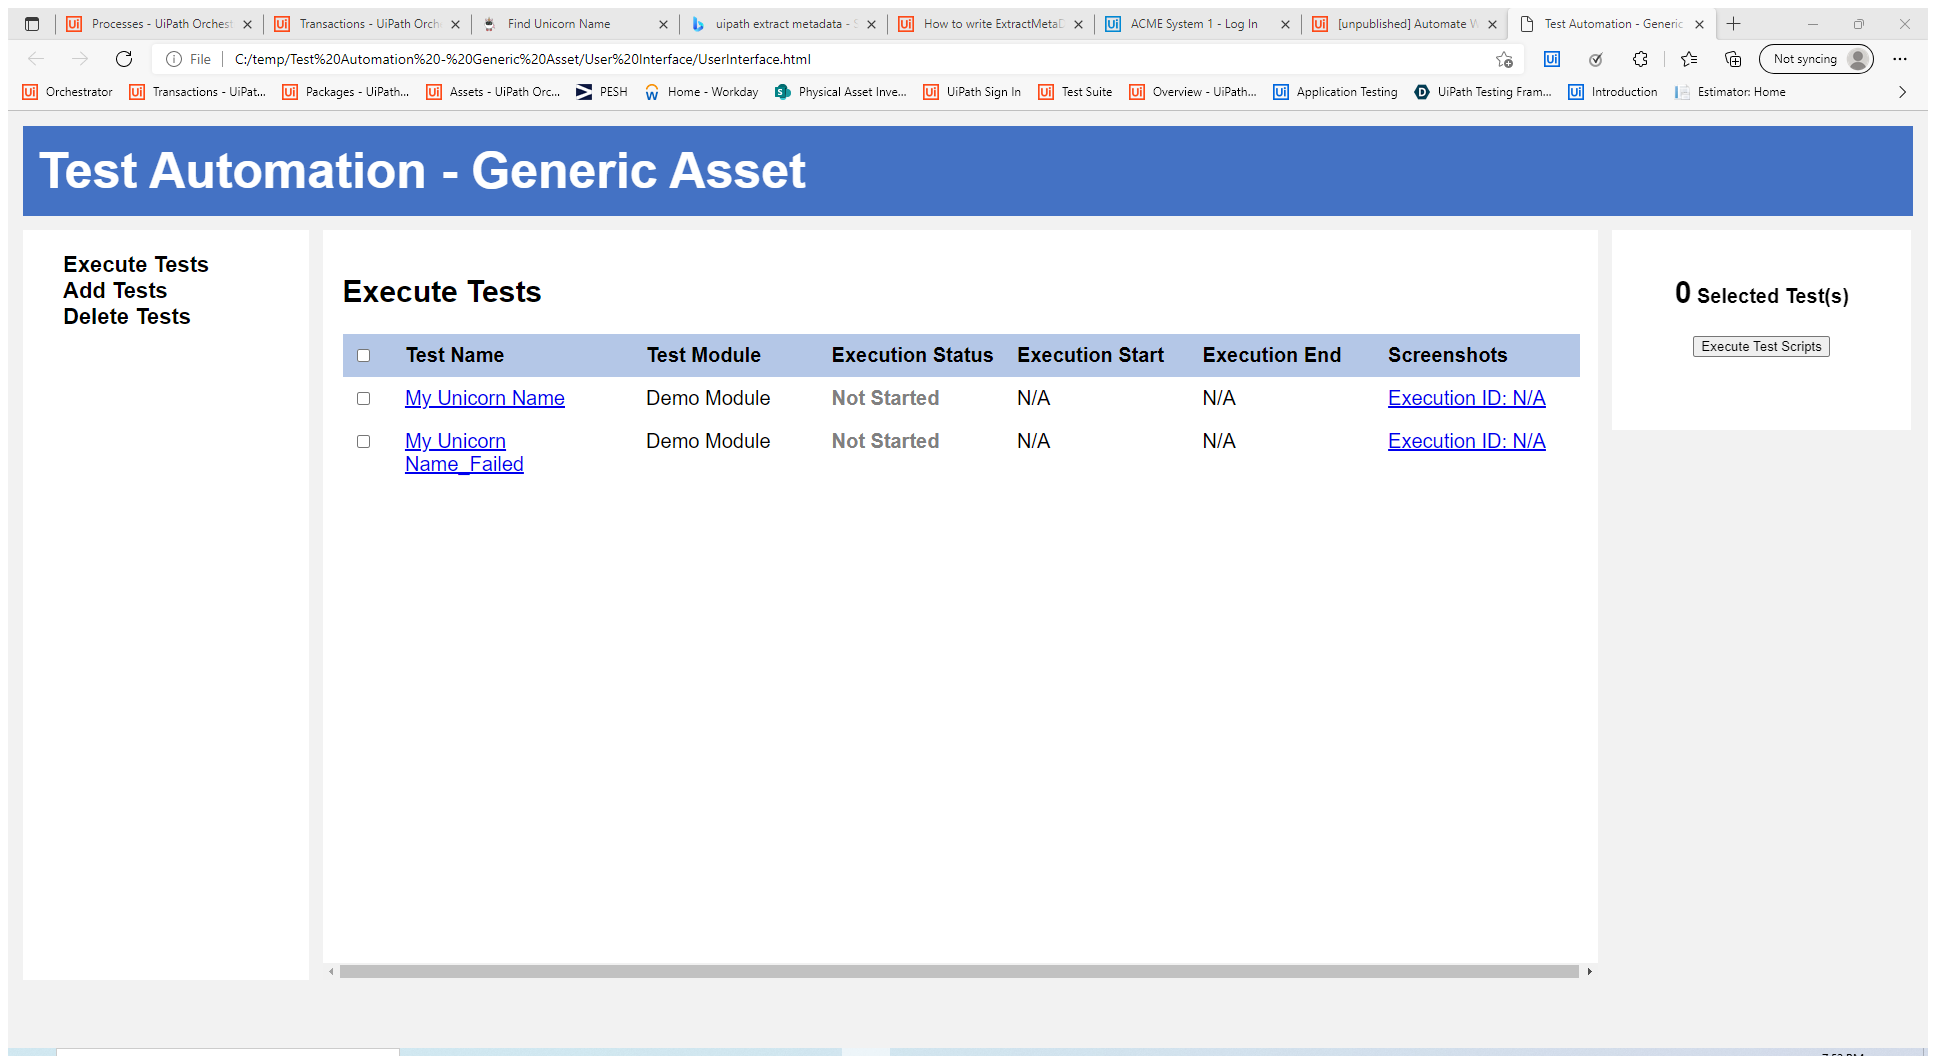 Processes - UiPath Orchest
Transactions - UiPath Orch
Find Unicorn Name
uipath extract metadata - S
How to write ExtractMetaD
ACME System 1 - Log In
[unpublished] Automate W
Test Automation - Generic
File
C:/temp/Test%20Automation%20-%20Generic%20Asset/User%20Interface/UserInterface.html
Not syncing
Orchestrator
Transactions - UiPat...
Packages - UiPath...
Assets - UiPath Orc...
PESH
Home - Workday
Physical Asset Inve...
UiPath Sign In
Test Suite
Overview - UiPath...
Application Testing
UiPath Testing Fram...
Introduction
Estimator: Home
Test Automation - Generic Asset
Execute Tests
Add Tests
Delete Tests
Execute Tests
Test Name Test Module Execution Status Execution Start Execution End Screenshots
My Unicorn Name Demo Module Not Started N/A N/A Execution ID: N/A
My Unicorn Demo Module Not Started N/A N/A Execution ID: N/A
Name_Failed
0 Selected Test(s)
Execute Test Scripts